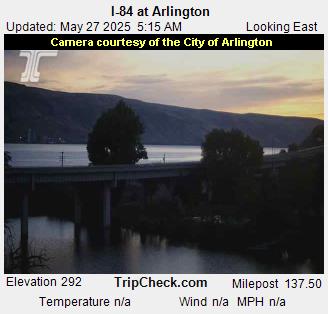 I-84 at Arlington
Updated: May 27 2025 5:15 AM Looking East
Camera courtesy of the City of Arlington
Elevation 292 TripCheck.com Milepost 137.50
Temperature n/a Wind n/a MPH n/a